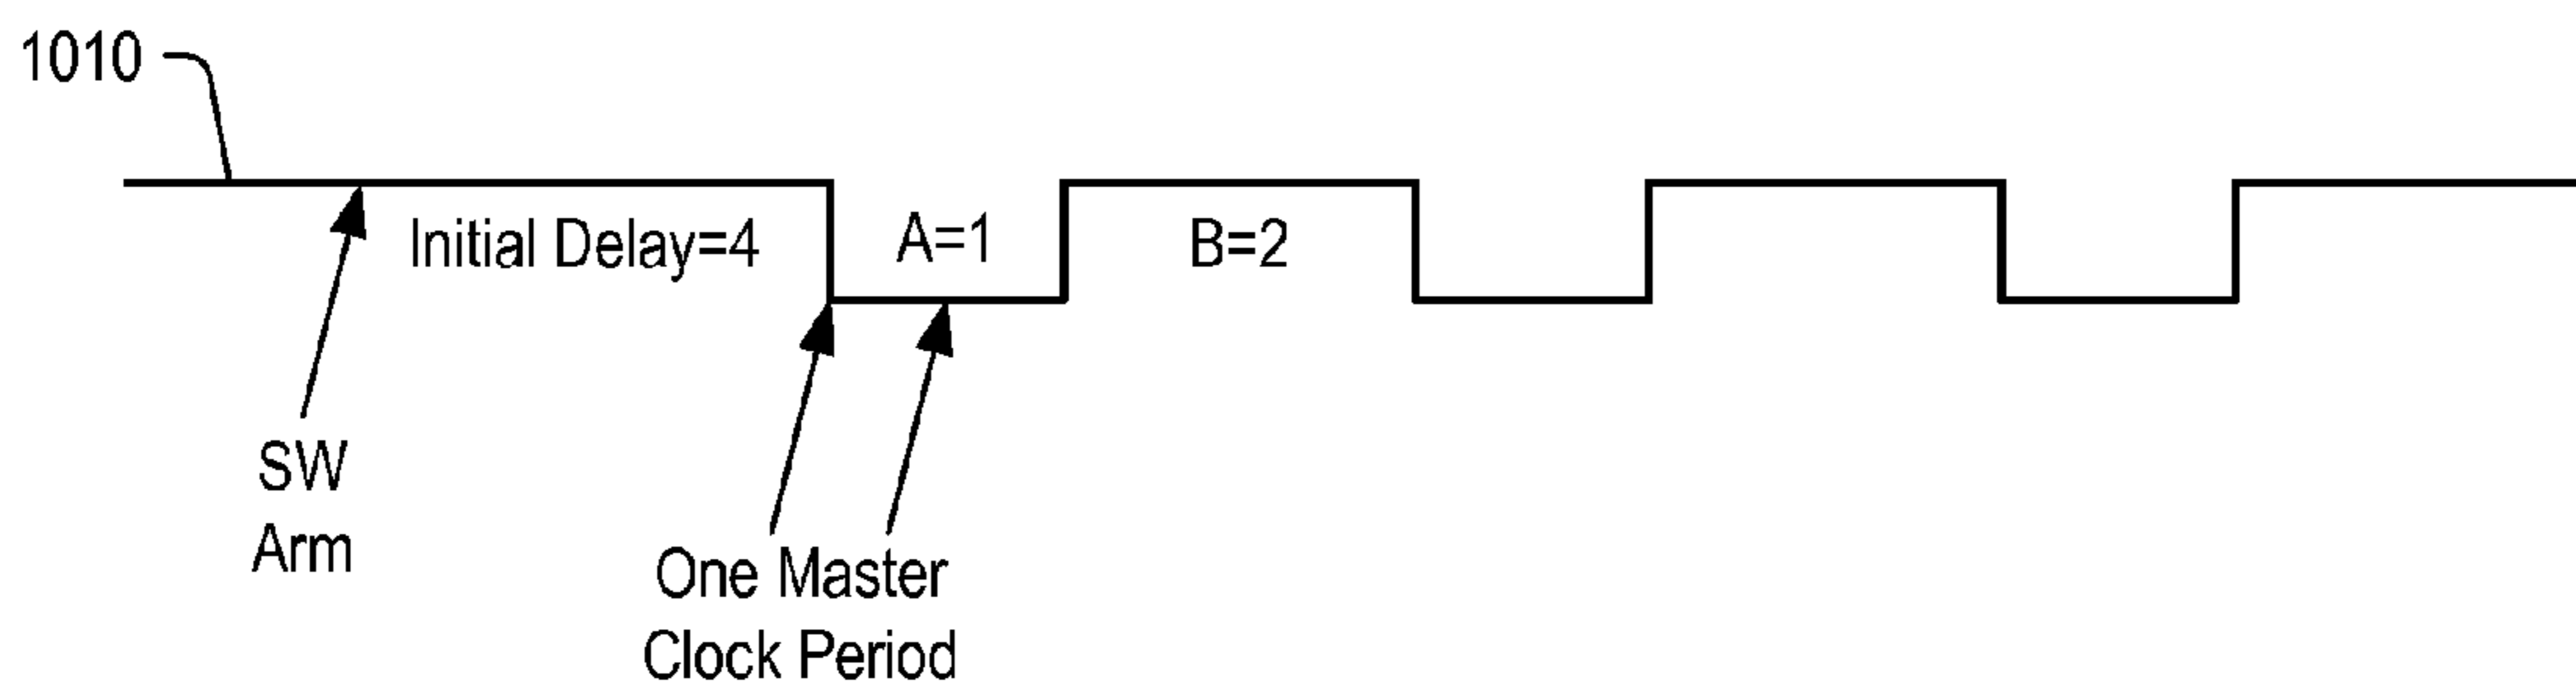 1010
Initial Delay=4
A=1
B=2
SW
Arm
One Master
Clock Period